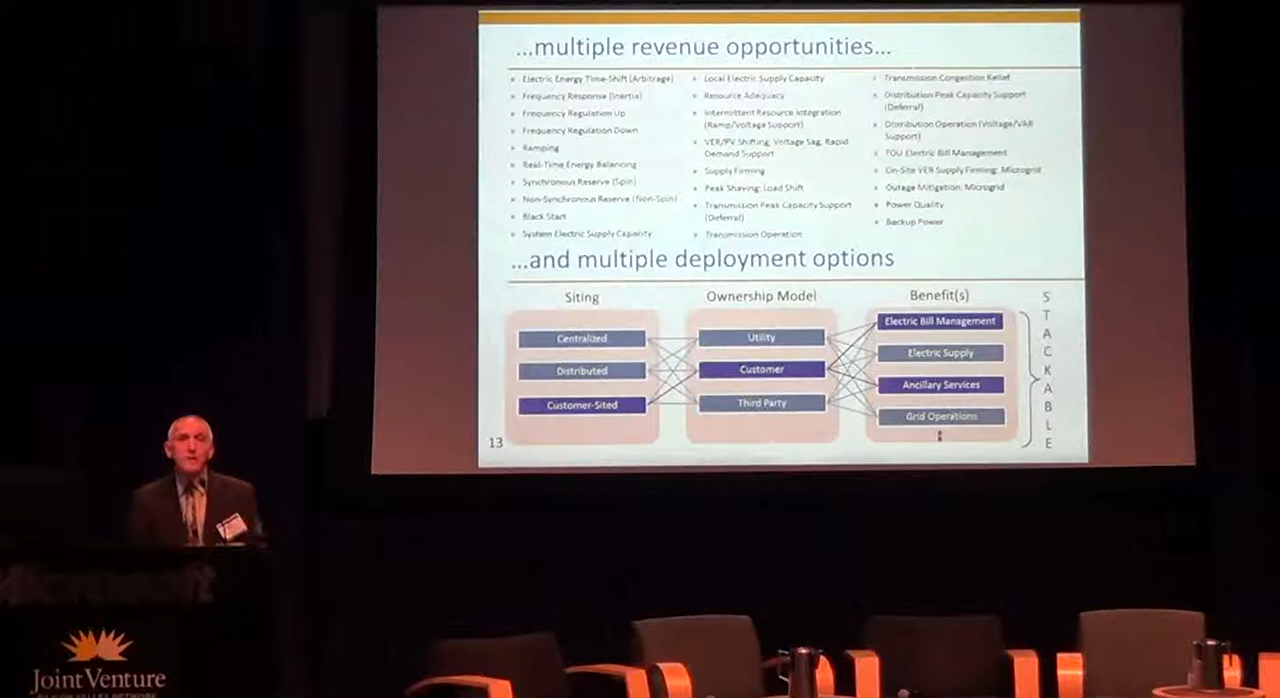 ...multiple revenue opportunities...
Electric Energy Time-Shift (Arbitrage)
Frequency Response (Inertia)
Frequency Regulation Up
Frequency Regulation Down
Ramping
Real-Time Energy Balancing
Synchronous Reserve (Spin)
Non-Synchronous Reserve (Non-Spin)
Black Start
System Electric Supply Capacity
Local Electric Supply Capacity
Resource Adequacy
Intermittent Resource Integration
(Ramp/Voltage Support)
VER/PV Shifting, Voltage Sag, Rapid
Demand Support
Supply Firming
Peak Shaving: Load Shift
Transmission Peak Capacity Support
(Deferral)
Transmission Operation
Transmission Congestion Relief
Distribution Peak Capacity Support
(Deferral)
Distribution Operation (Voltage/VAR
Support)
TOU Electric Bill Management
On-Site VER Supply Firming: Microgrid
Outage Mitigation: Microgrid
Power Quality
Backup Power
...and multiple deployment options
Siting
Centralized
Distributed
Customer-Sited
Ownership Model
Utility
Customer
Third Party
Benefit(s)
Electric Bill Management
Electric Supply
Ancillary Services
Grid Operations
STACKABLE
13
Microsoft
Joint Venture
SILICON VALLEY NETWORK